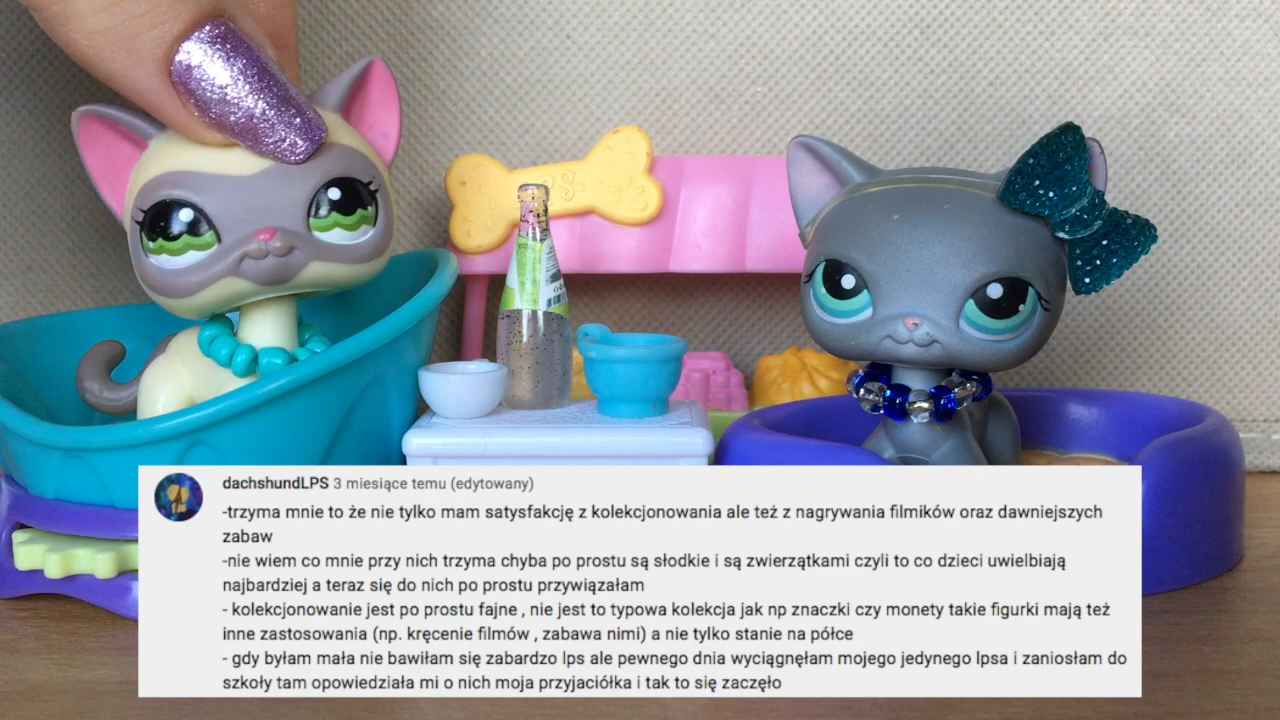 PS
dachshundLPS 3 miesiące temu (edytowany)
-trzyma mnie to że nie tylko mam satysfakcję z kolekcjonowania ale też z nagrywania filmików oraz dawniejszych
zabaw
-nie wiem co mnie przy nich trzyma chyba po prostu są słodkie i są zwierzątkami czyli to co dzieci uwielbiają
najbardziej a teraz się do nich po prostu przywiązałam
- kolekcjonowanie jest po prostu fajne , nie jest to typowa kolekcja jak np znaczki czy monety takie figurki mają też
inne zastosowania (np. kręcenie filmów , zabawa nimi) a nie tylko stanie na półce
- gdy byłam mała nie bawiłam się zabardzo lps ale pewnego dnia wyciągnęłam mojego jedynego lpsa i zaniosłam do
szkoły tam opowiedziała mi o nich moja przyjaciółka i tak to się zaczęło